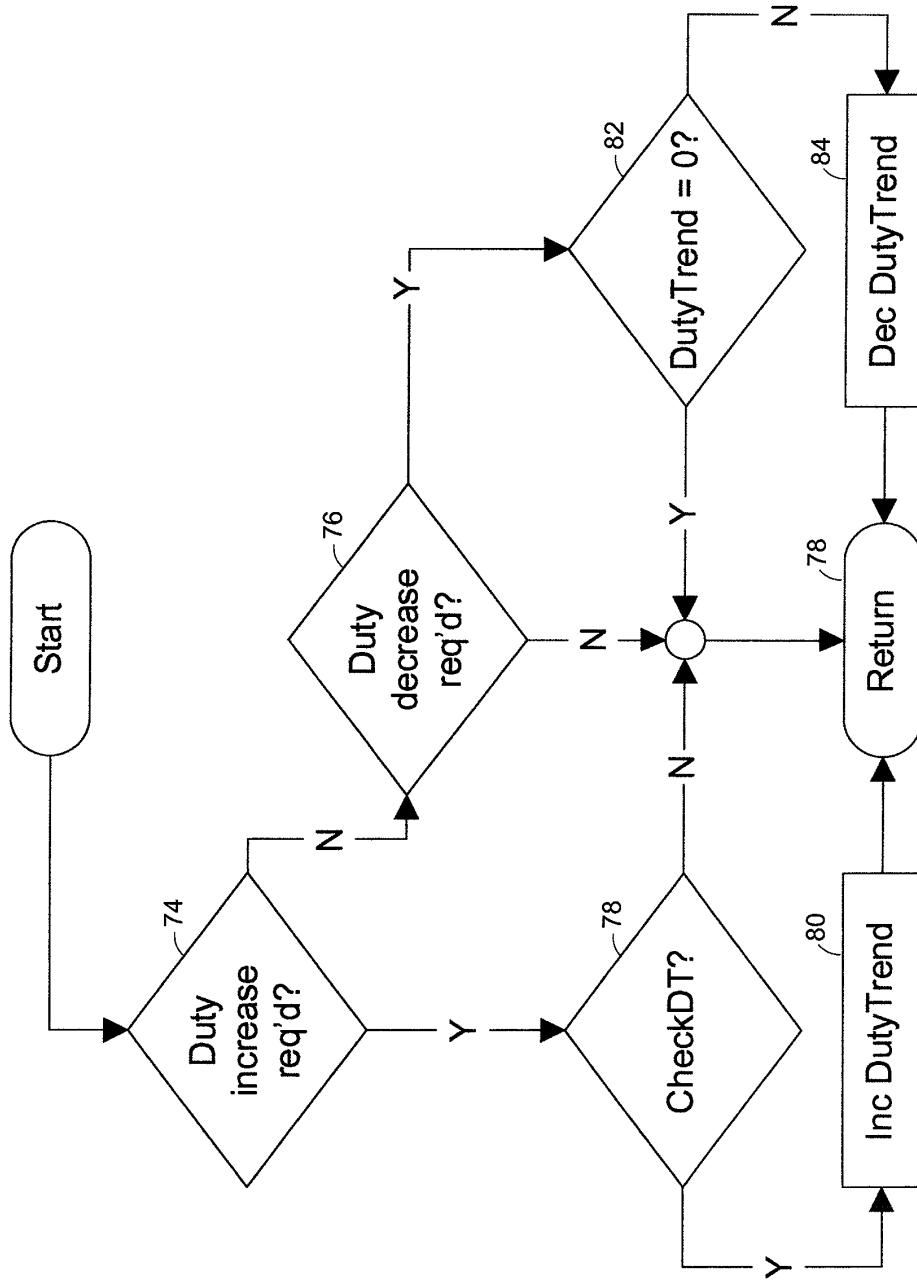 Start
74
Duty
increase
req'd?
N
76
Duty
decrease
req'd?
Y
Y
N
78
CheckDT?
N
Y
82
DutyTrend = 0?
Y
N
80
Inc DutyTrend
78
Return
84
Dec DutyTrend